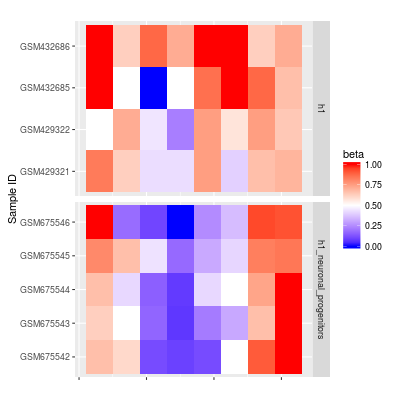 GSM432686
GSM432685
GSM429322
GSM429321
h1
GSM675546
GSM675545
GSM675544
GSM675543
GSM675542
h1_neuronal_progenitors
Sample ID
beta
1.00
0.75
0.50
0.25
0.00